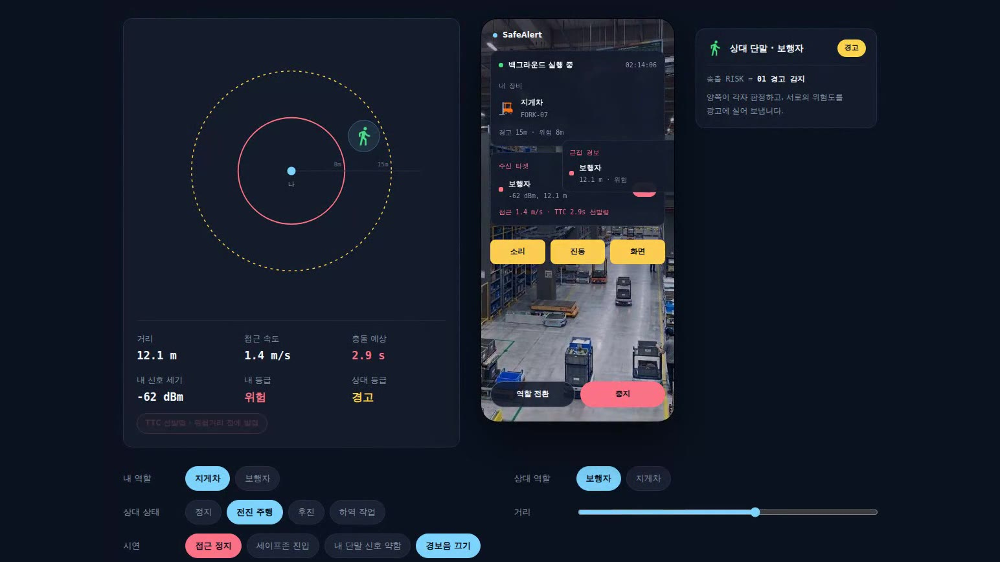 8m
15m
나
거리
접근 속도
충돌 예상
12.1 m
1.4 m/s
2.9 s
내 신호 세기
내 등급
상대 등급
-62 dBm
위험
경고
TTC 선발령 · 위험거리 전에 발령
SafeAlert
백그라운드 실행 중
02:14:06
내 장비
지게차
FORK-07
경고 15m · 위험 8m
근접 경보
보행자
12.1 m · 위험
수신 타겟
보행자
-62 dBm, 12.1 m
접근 1.4 m/s · TTC 2.9s 선발령
소리
진동
화면
역할 전환
중지
상대 단말 · 보행자
경고
송출 RISK = 01 경고 감지
양쪽이 각자 판정하고, 서로의 위험도를
광고에 실어 보냅니다.
내 역할
지게차
보행자
상대 역할
보행자
지게차
상대 상태
정지
전진 주행
후진
하역 작업
거리
시연
접근 정지
세이프존 진입
내 단말 신호 약함
경보음 끄기